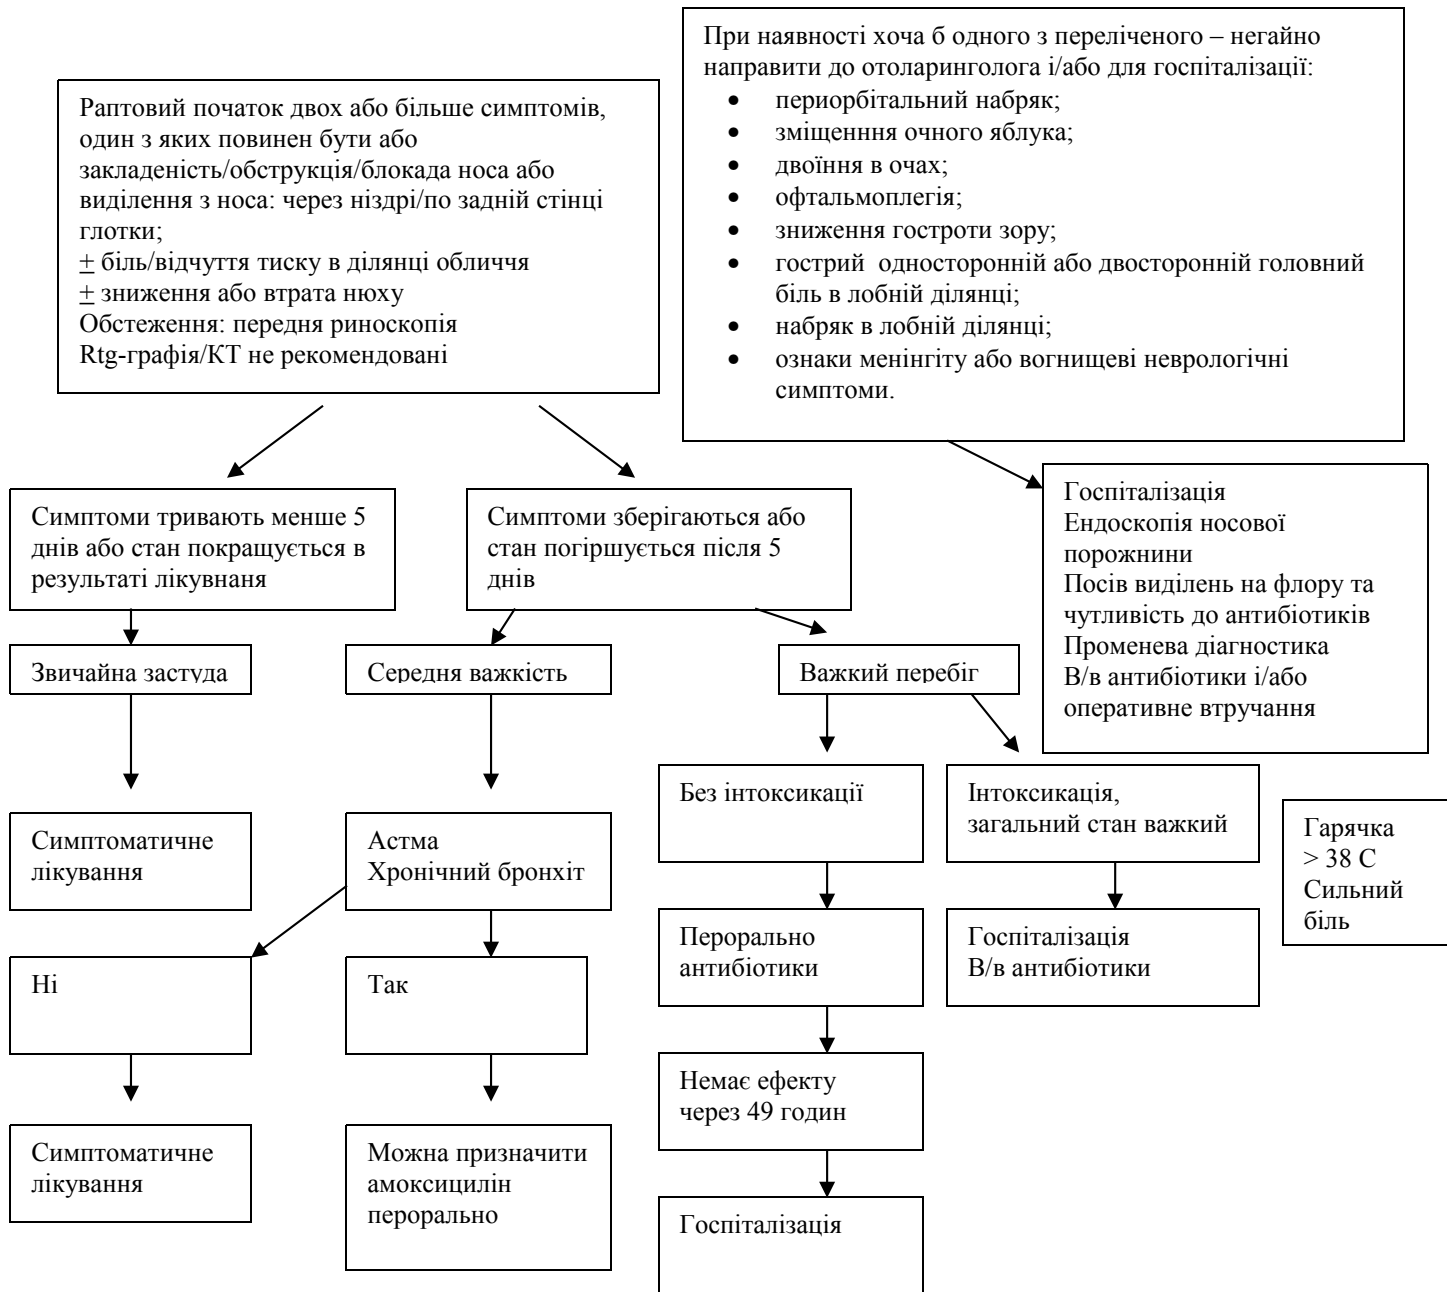 При наявності хоча б одного з переліченого – негайно
направити до отоларинголога і/або для госпіталізації:
• периорбітальний набряк;
• зміщенння очного яблука;
• двоїння в очах;
• офтальмоплегія;
• зниження гостроти зору;
• гострий односторонній або двосторонній головний
біль в лобній ділянці;
• набряк в лобній ділянці;
• ознаки менінгіту або вогнищеві неврологічні
симптоми.
Раптовий початок двох або більше симптомів,
один з яких повинен бути або
закладеність/обструкція/блокада носа або
виділення з носа: через ніздрі/по задній стінці
глотки;
± біль/відчуття тиску в ділянці обличчя
± зниження або втрата нюху
Обстеження: передня риноскопія
Rtg-графія/КТ не рекомендовані
Симптоми тривають менше 5
днів або стан покращується в
результаті лікувнаня
Симптоми зберігаються або
стан погіршується після 5
днів
Госпіталізація
Ендоскопія носової
порожнини
Посів виділень на флору та
чутливість до антибіотиків
Променева діагностика
В/в антибіотики і/або
оперативне втручання
Звичайна застуда
Середня важкість
Важкий перебіг
Симптоматичне
лікування
Астма
Хронічний бронхіт
Без інтоксикації
Інтоксикація,
загальний стан важкий
Гарячка
> 38 С
Сильний
біль
Ні
Так
Перорально
антибіотики
Госпіталізація
В/в антибіотики
Немає ефекту
через 49 годин
Симптоматичне
лікування
Можна призначити
амоксицилін
перорально
Госпіталізація